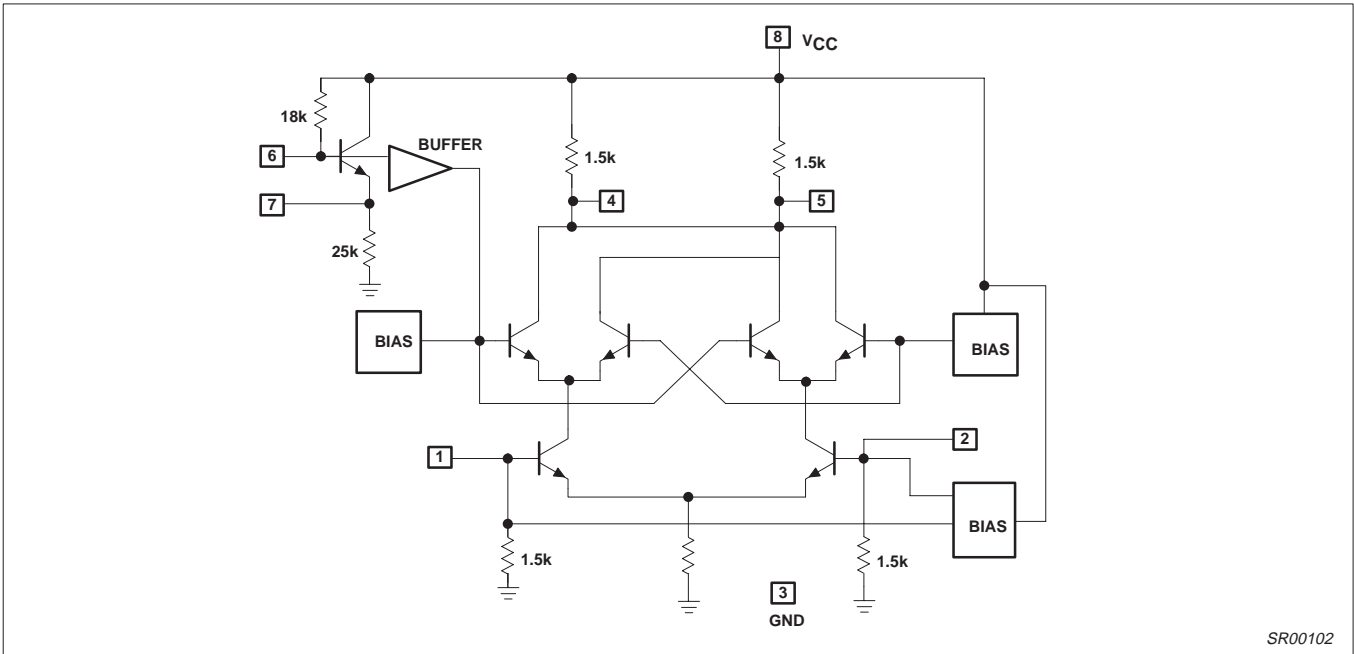 8 VCC
18k
BUFFER
6
1.5k
1.5k
7
4
5
25k
BIAS
BIAS
1
2
BIAS
1.5k
1.5k
3
GND
SR00102